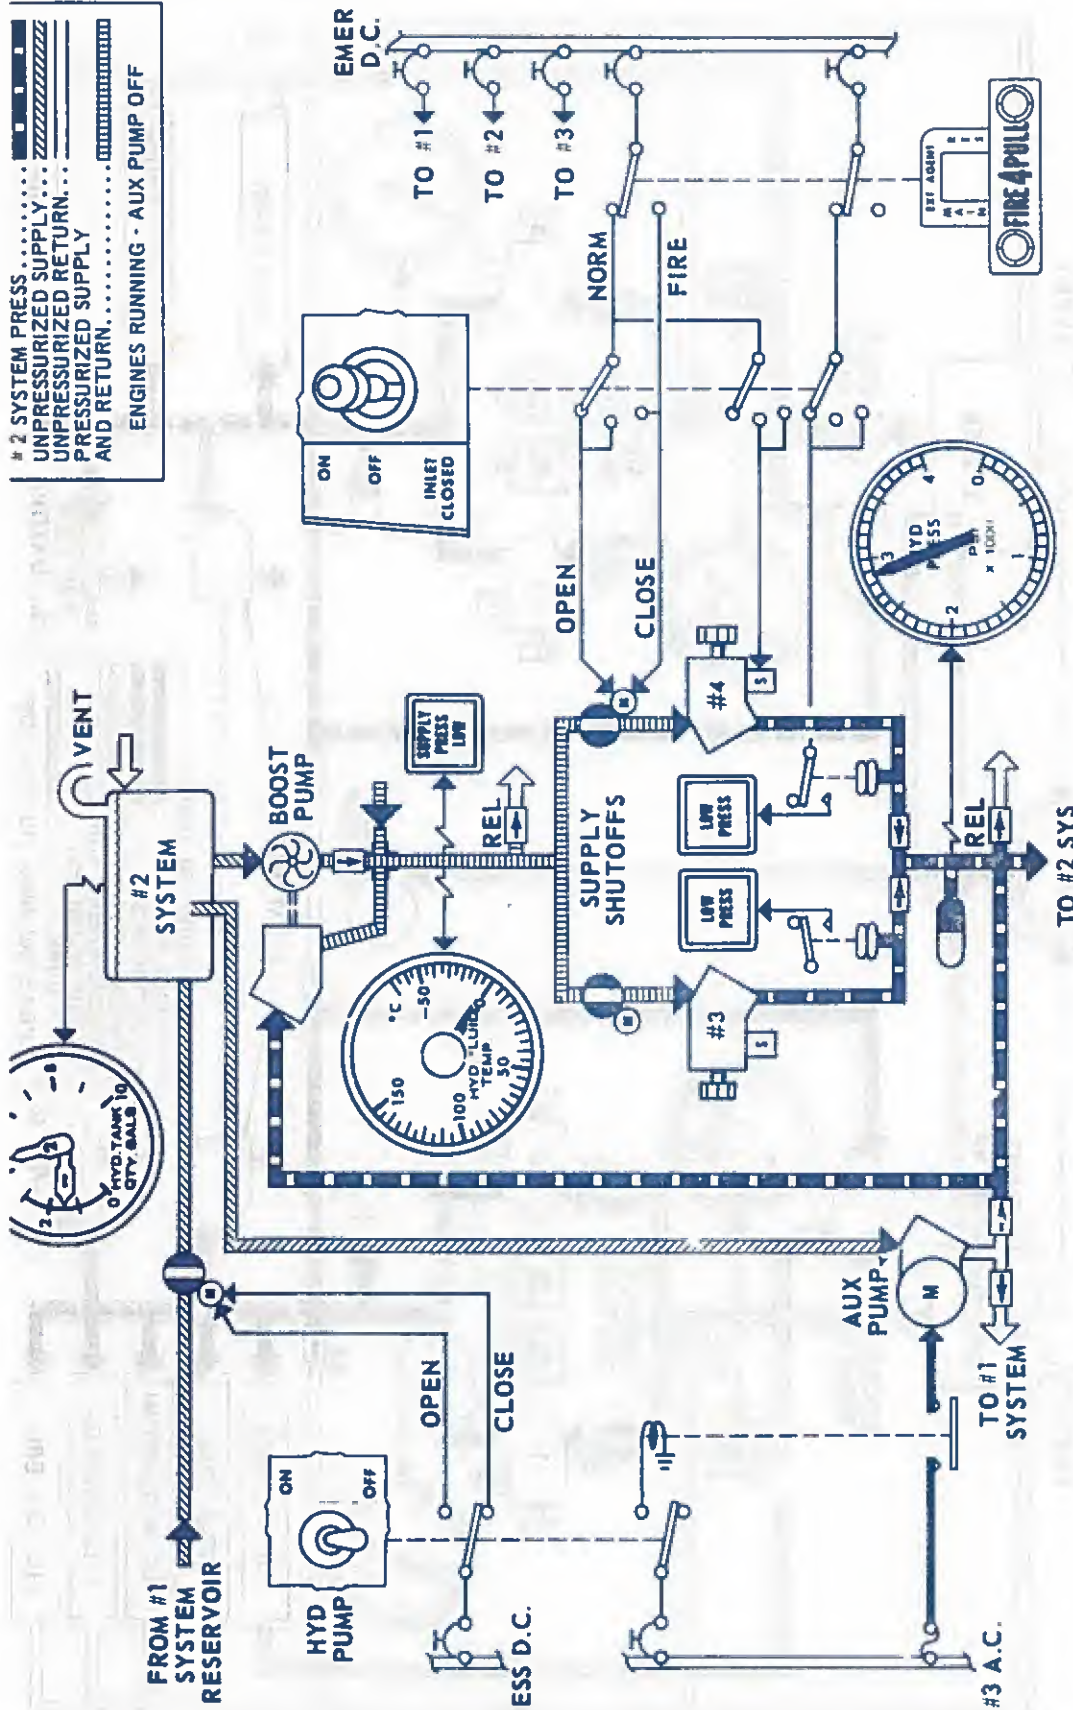 # 2 SYSTEM PRESS.........
UNPRESSURIZED SUPPLY...
UNPRESSURIZED RETURN...
PRESSURIZED SUPPLY
AND RETURN............
ENGINES RUNNING - AUX PUMP OFF
0 HYD. TANK 10
QTY. GALS
2
8
VENT
#2
SYSTEM
BOOST
PUMP
FROM #1
SYSTEM
RESERVOIR
HYD
PUMP
ON
OFF
OPEN
CLOSE
M
ESS D.C.
#3 A.C.
AUX
PUMP
M
TO #1
SYSTEM
°C
-50
150
100
50
HYD
TEMP
SUPPLY
PRESS
LOW
REL
SUPPLY
SHUTOFFS
M
M
#3
#4
S
S
LOW
PRESS
LOW
PRESS
REL
TO #2 SYS
ON
OFF
INLET
CLOSED
OPEN
CLOSE
NORM
FIRE
EMER
D.C.
TO #1
TO #2
TO #3
0
1
2
3
4
PSI
x 1000
EXT AGENT
MAIN
RES
FIRE 4 PULL